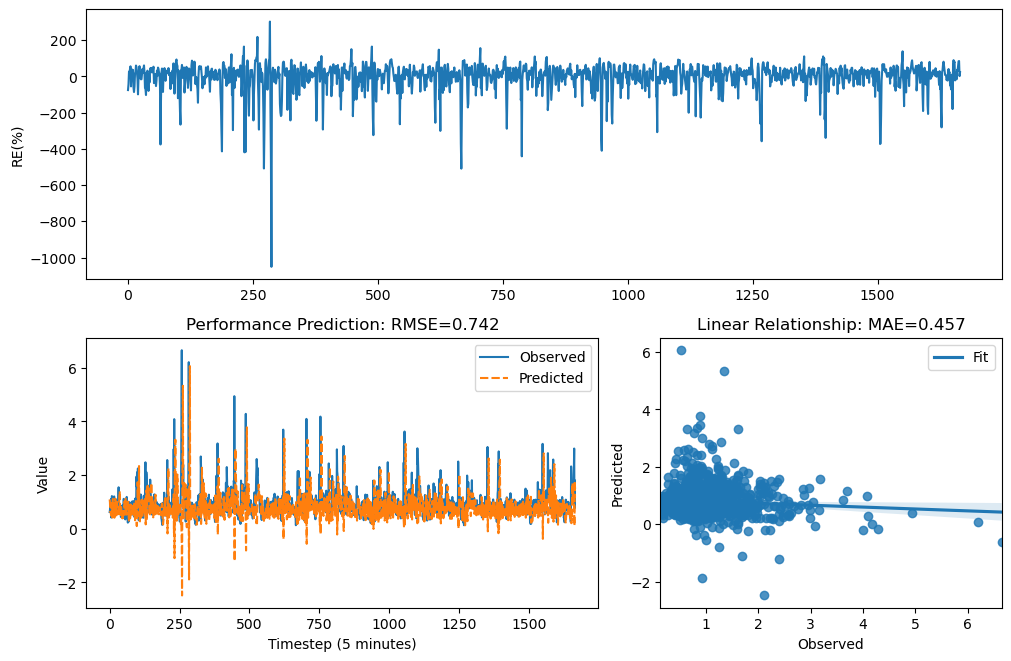 200
0
−200
−400
−600
−800
−1000
RE(%)
0 250 500 750 1000 1250 1500
Performance Prediction: RMSE=0.742
Linear Relationship: MAE=0.457
Observed
Predicted
Fit
6
4
2
0
−2
Value
0 250 500 750 1000 1250 1500
Timestep (5 minutes)
6
4
2
0
−2
Predicted
1 2 3 4 5 6
Observed